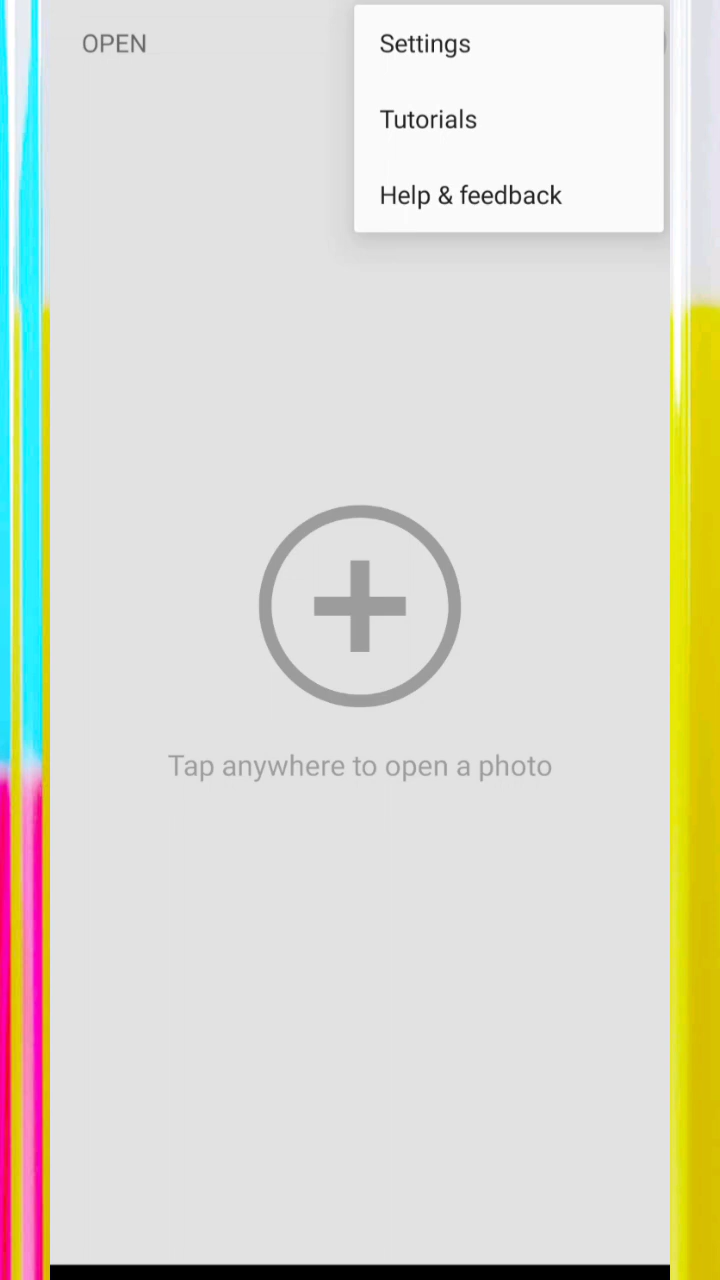 OPEN
Settings
Tutorials
Help & feedback
Tap anywhere to open a photo